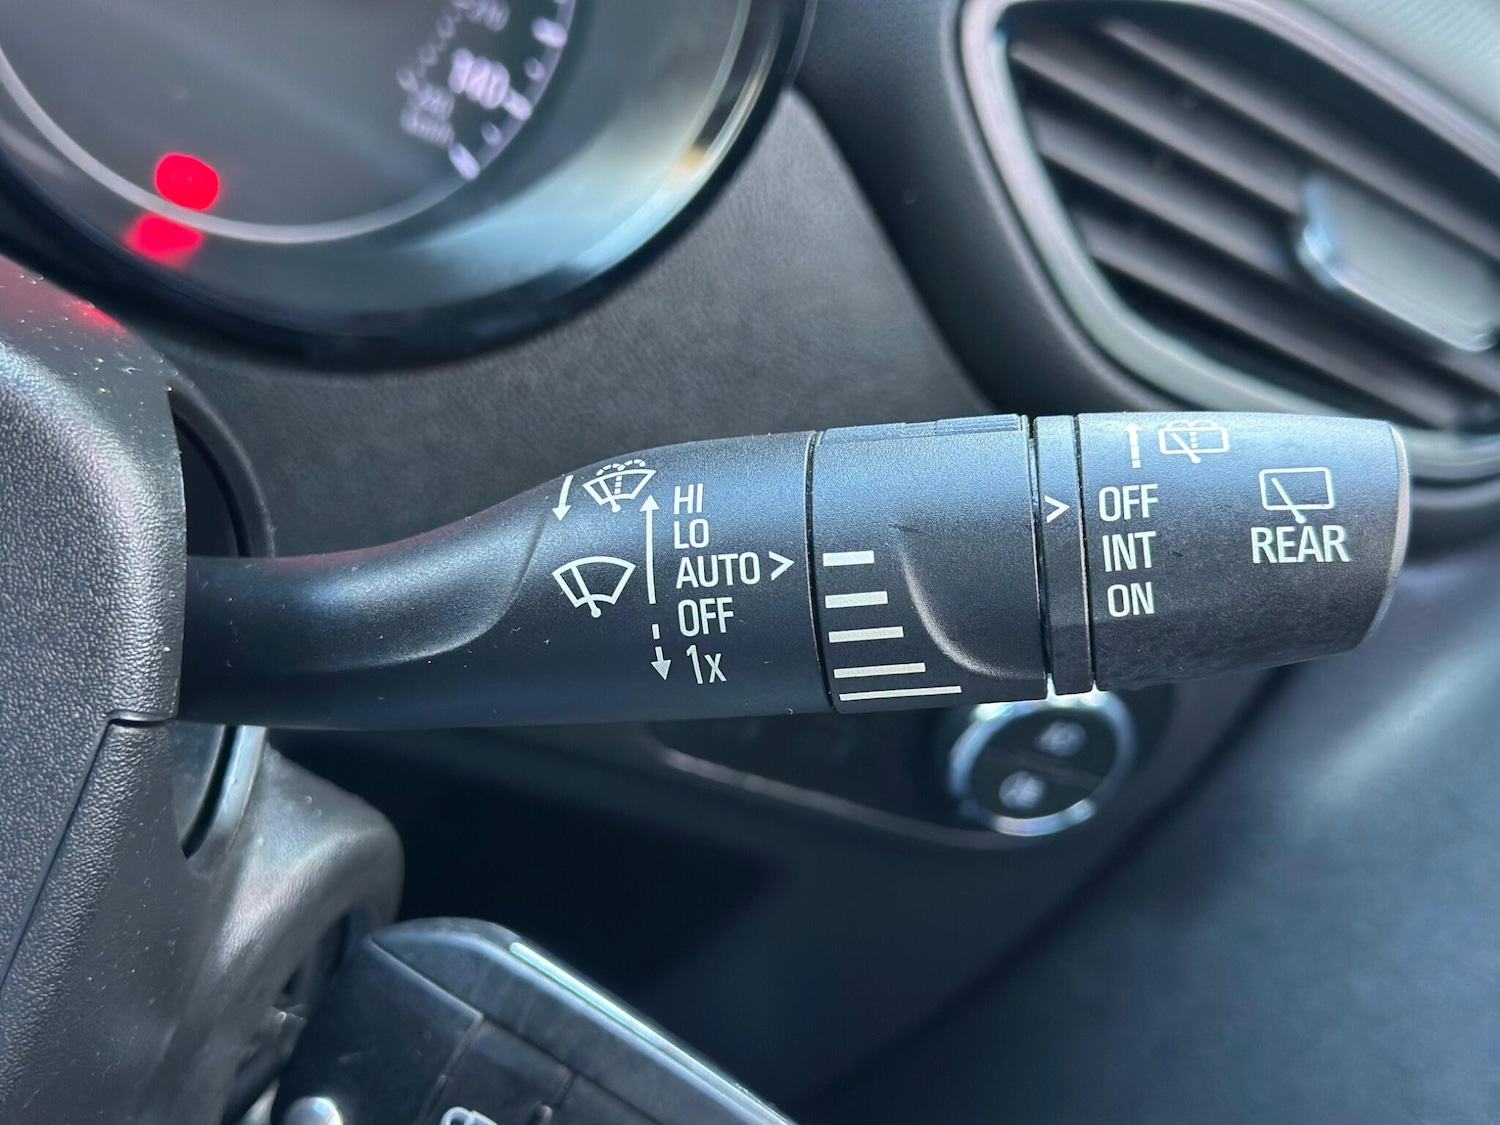 HI
LO
AUTO >
OFF
1x
>
OFF
INT
ON
REAR